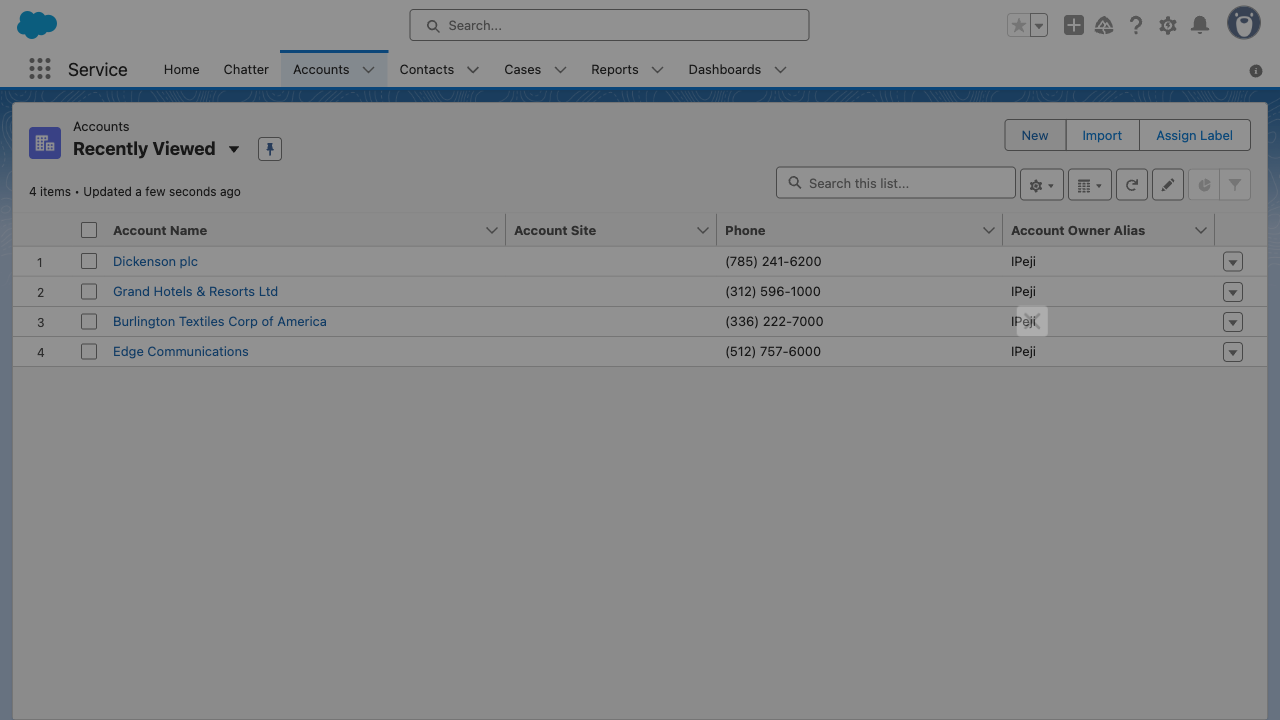 Search...
Service Home Chatter Accounts Contacts Cases Reports Dashboards
Accounts
Recently Viewed
New Import Assign Label
4 items • Updated a few seconds ago
Search this list...
Account Name Account Site Phone Account Owner Alias
1 Dickenson plc (785) 241-6200 IPeji
2 Grand Hotels & Resorts Ltd (312) 596-1000 IPeji
3 Burlington Textiles Corp of America (336) 222-7000 IPeji
4 Edge Communications (512) 757-6000 IPeji